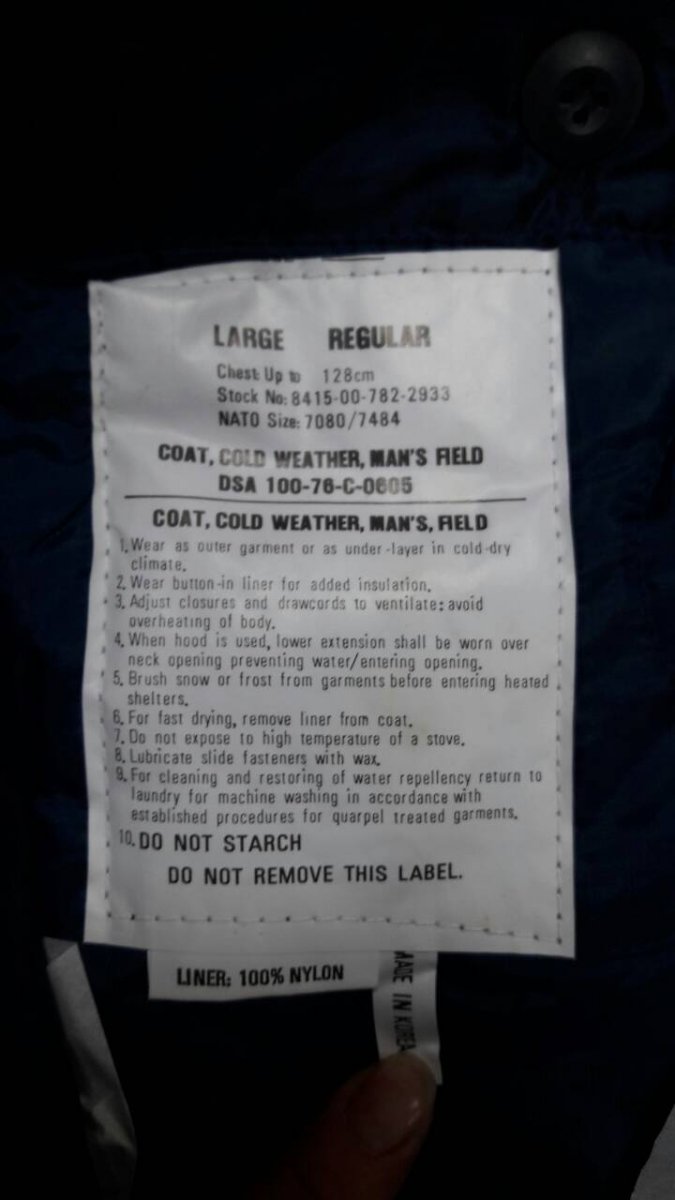 LARGE REGULAR
Chest: Up to 128cm
Stock No: 8415-00-782-2933
NATO Size: 7080/7484
COAT, COLD WEATHER, MAN'S FIELD
DSA 100-76-C-0605
COAT, COLD WEATHER, MAN'S, FIELD
1. Wear as outer garment or as under-layer in cold-dry
climate.
2. Wear button-in liner for added insulation.
3. Adjust closures and drawcords to ventilate: avoid
overheating of body.
4. When hood is used, lower extension shall be worn over
neck opening preventing water/entering opening.
5. Brush snow or frost from garments before entering heated
shelters.
6. For fast drying, remove liner from coat.
7. Do not expose to high temperature of a stove.
8. Lubricate slide fasteners with wax.
9. For cleaning and restoring of water repellency return to
laundry for machine washing in accordance with
established procedures for quarpel treated garments.
10. DO NOT STARCH
DO NOT REMOVE THIS LABEL.
LINER: 100% NYLON
MADE IN KOREA